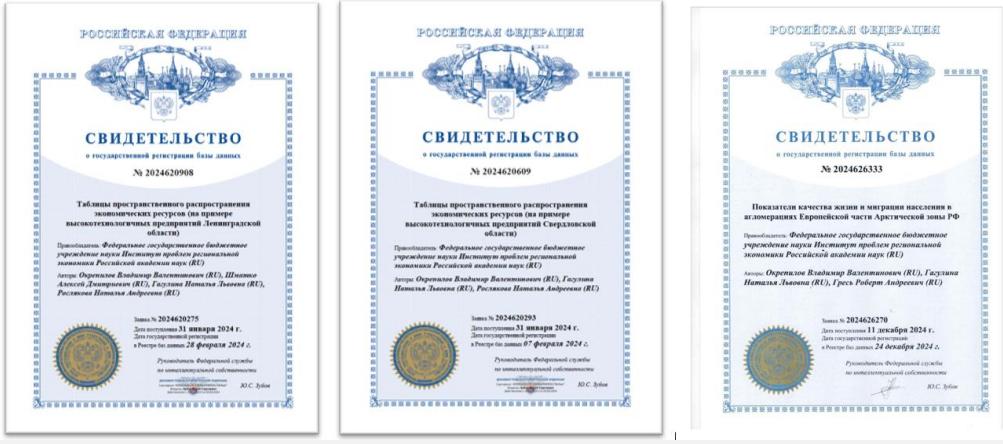 РОССИЙСКАЯ ФЕДЕРАЦИЯ
СВИДЕТЕЛЬСТВО
о государственной регистрации базы данных
№ 2024620908
Таблицы пространственного распространения
экономических ресурсов (на примере
высокотехнологичных предприятий Ленинградской
области)
Правообладатель: Федеральное государственное бюджетное
учреждение науки Институт проблем региональной
экономики Российской академии наук (RU)
Авторы: Окрепилов Владимир Валентинович (RU), Шматко
Алексей Дмитриевич (RU), Гагулина Наталья Львовна (RU),
Рослякова Наталья Андреевна (RU)
Заявка № 2024620275
Дата поступления 31 января 2024 г.
Дата государственной регистрации
в Реестре баз данных 28 февраля 2024 г.
Руководитель Федеральной службы
по интеллектуальной собственности
Ю.С. Зубов
РОССИЙСКАЯ ФЕДЕРАЦИЯ
СВИДЕТЕЛЬСТВО
о государственной регистрации базы данных
№ 2024620609
Таблицы пространственного распространения
экономических ресурсов (на примере
высокотехнологичных предприятий Свердловской
области)
Правообладатель: Федеральное государственное бюджетное
учреждение науки Институт проблем региональной
экономики Российской академии наук (RU)
Авторы: Окрепилов Владимир Валентинович (RU), Гагулина
Наталья Львовна (RU), Рослякова Наталья Андреевна (RU)
Заявка № 2024620293
Дата поступления 31 января 2024 г.
Дата государственной регистрации
в Реестре баз данных 07 февраля 2024 г.
Руководитель Федеральной службы
по интеллектуальной собственности
Ю.С. Зубов
РОССИЙСКАЯ ФЕДЕРАЦИЯ
СВИДЕТЕЛЬСТВО
о государственной регистрации базы данных
№ 2024626333
Показатели качества жизни и миграции населения в
агломерациях Европейской части Арктической зоны РФ
Правообладатель: Федеральное государственное бюджетное
учреждение науки Институт проблем региональной
экономики Российской академии наук (RU)
Авторы: Окрепилов Владимир Валентинович (RU), Гагулина
Наталья Львовна (RU), Гресь Роберт Андреевич (RU)
Заявка № 2024626270
Дата поступления 11 декабря 2024 г.
Дата государственной регистрации
в Реестре баз данных 24 декабря 2024 г.
Руководитель Федеральной службы
по интеллектуальной собственности
Ю.С. Зубов